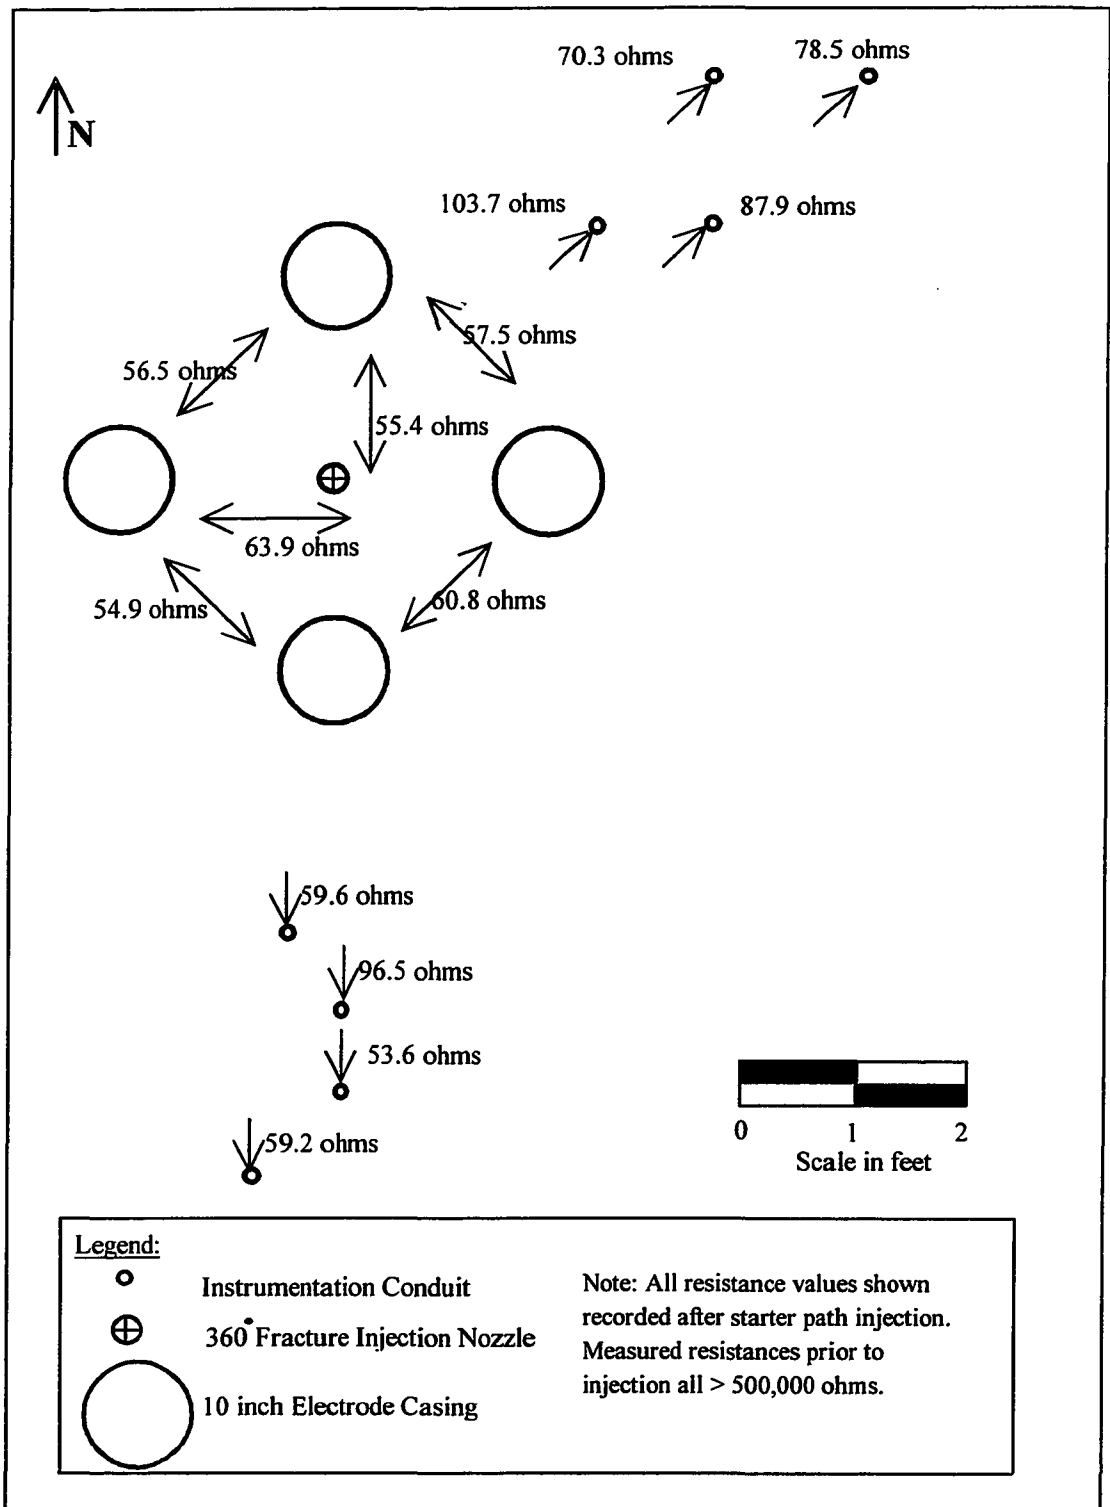 70.3 ohms
78.5 ohms
N
103.7 ohms
87.9 ohms
57.5 ohms
56.5 ohms
55.4 ohms
63.9 ohms
54.9 ohms
60.8 ohms
59.6 ohms
96.5 ohms
53.6 ohms
59.2 ohms
0 1 2
Scale in feet
Legend:
Instrumentation Conduit
360° Fracture Injection Nozzle
10 inch Electrode Casing
Note: All resistance values shown
recorded after starter path injection.
Measured resistances prior to
injection all > 500,000 ohms.